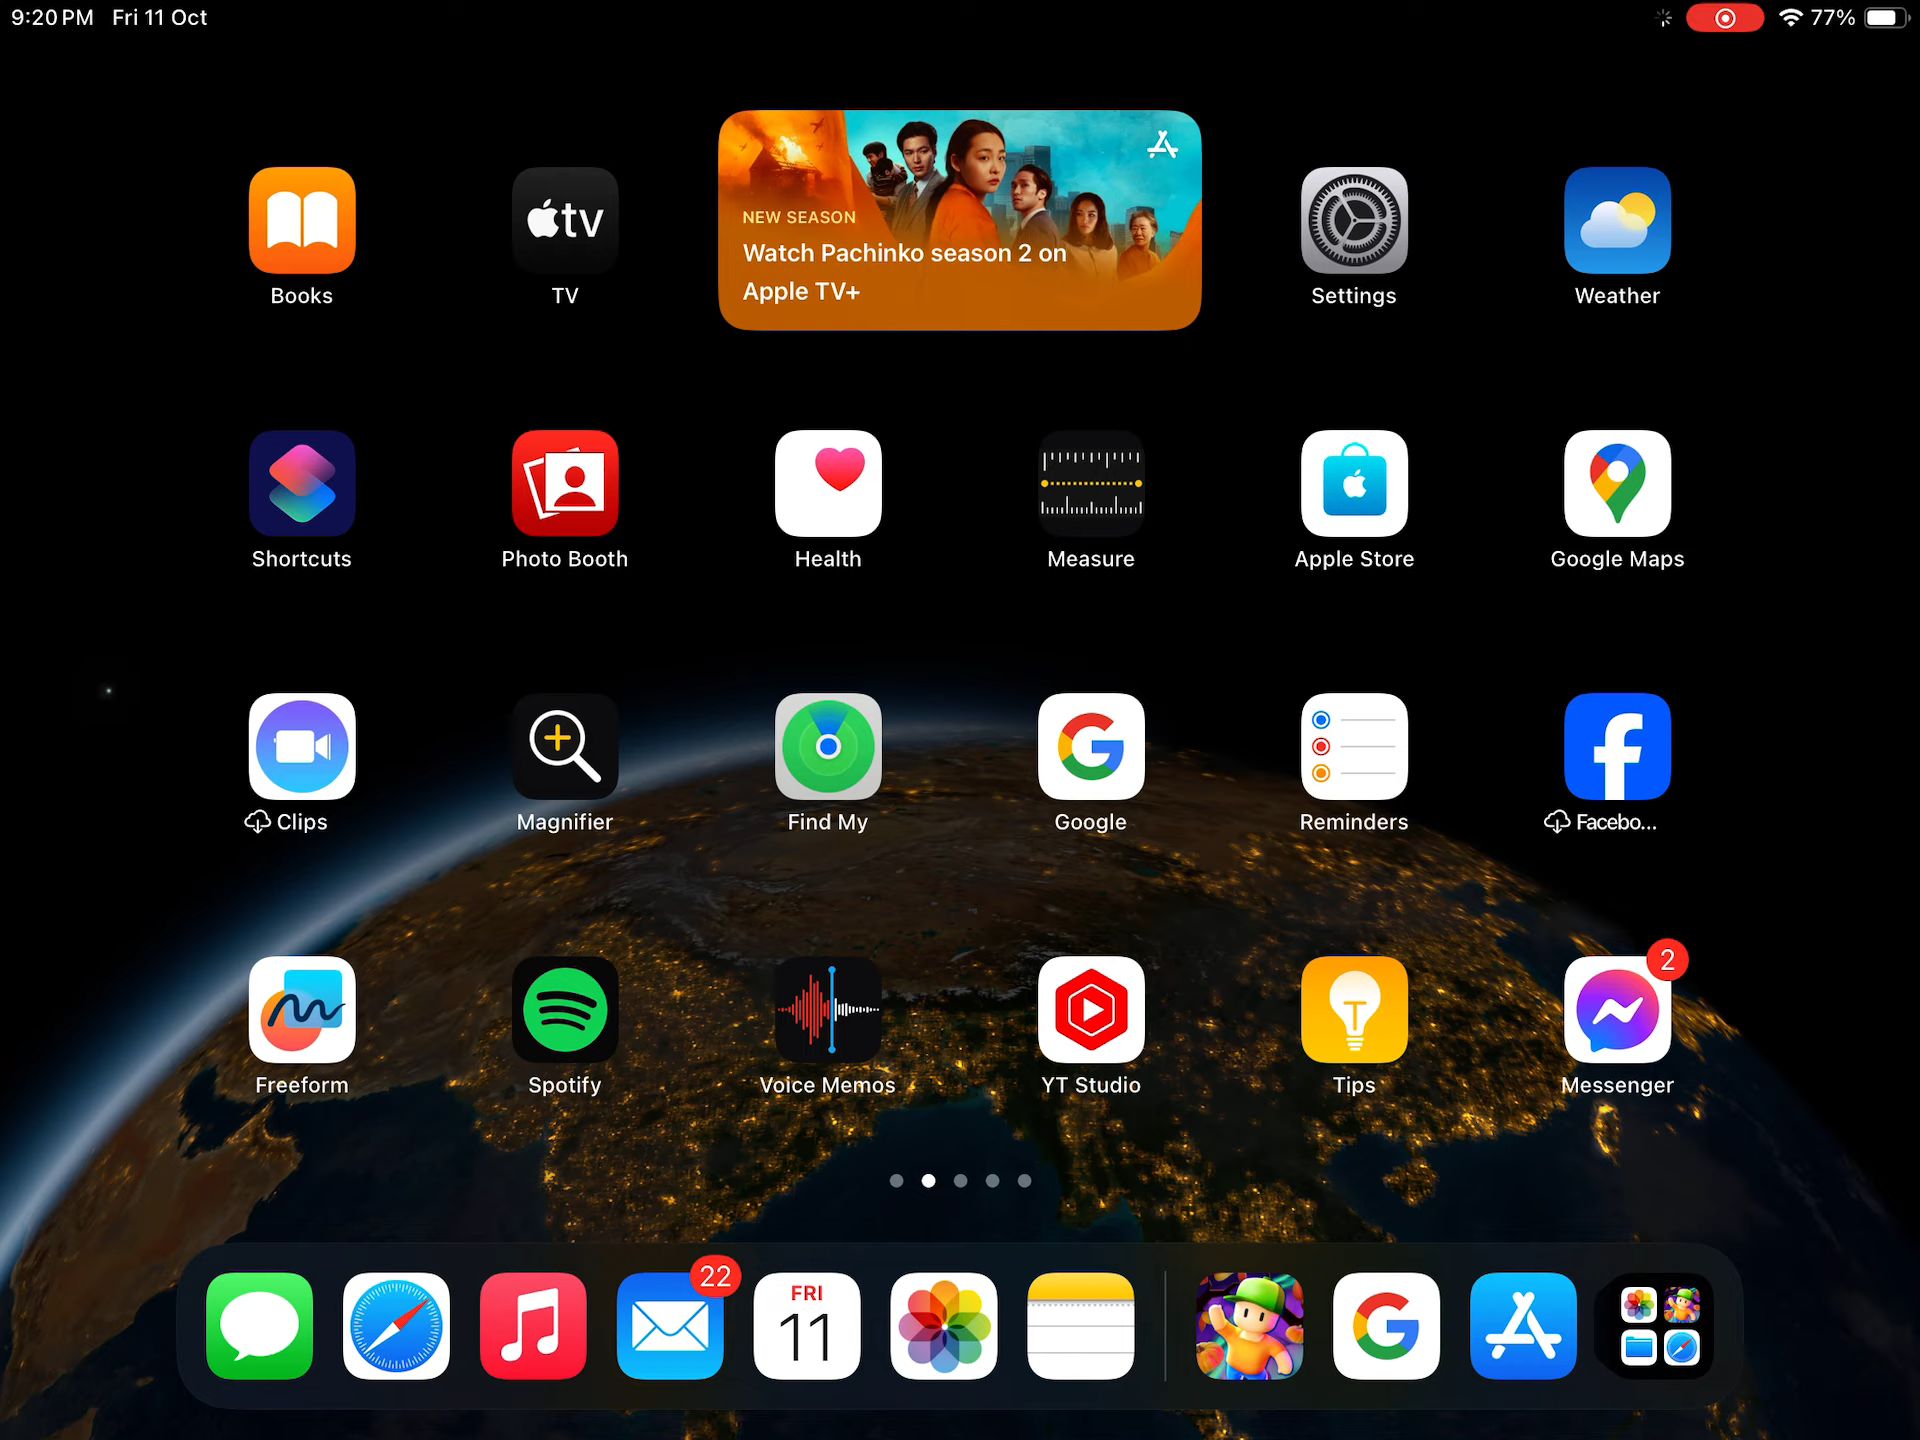 9:20 PM Fri 11 Oct
77%
NEW SEASON
Watch Pachinko season 2 on
Apple TV+
tv
Books
TV
Settings
Weather
Shortcuts
Photo Booth
Health
Measure
Apple Store
Google Maps
Clips
Magnifier
Find My
Google
Reminders
Facebo...
2
Freeform
Spotify
Voice Memos
YT Studio
Tips
Messenger
22
FRI
11